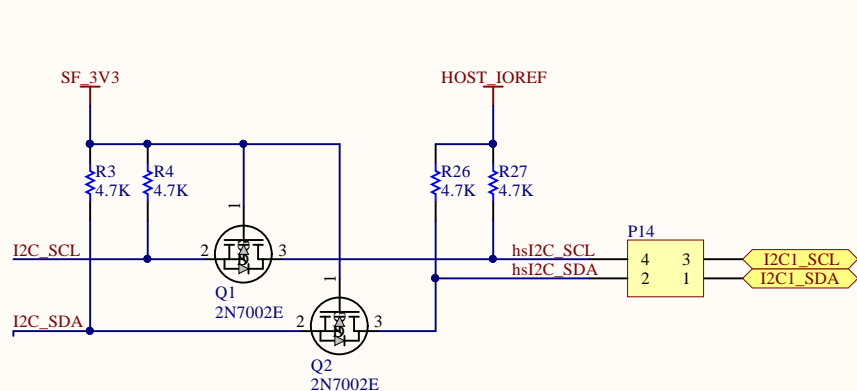 SF_3V3
HOST_IOREF
R3
4.7K
R4
4.7K
R26
4.7K
R27
4.7K
1
P14
I2C_SCL
2
3
hsI2C_SCL
4
3
I2C1_SCL
hsI2C_SDA
2
1
I2C1_SDA
1
Q1
2N7002E
I2C_SDA
2
3
Q2
2N7002E